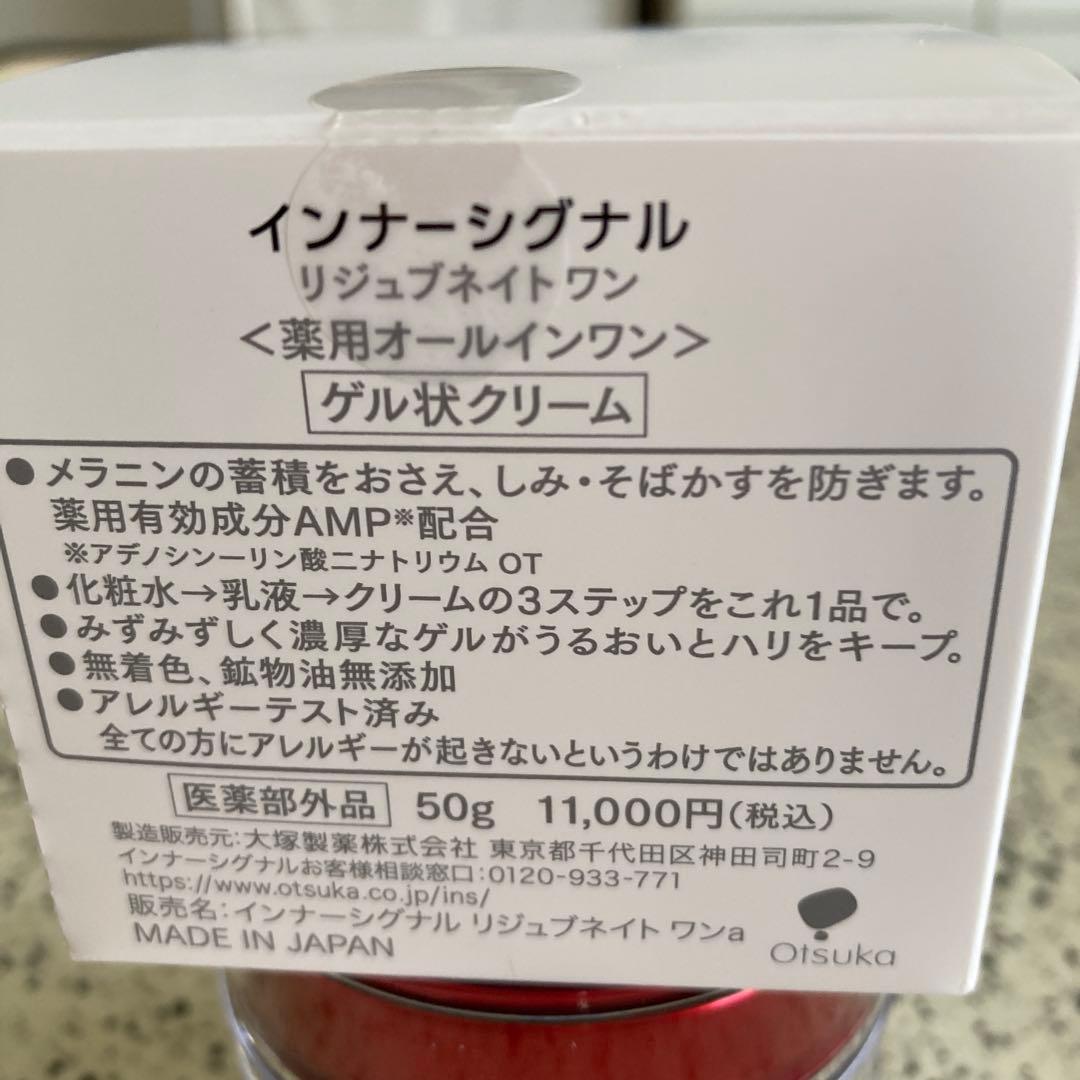 インナーシグナル
リジュブネイト ワン
＜薬用オールインワン＞
ゲル状クリーム
●メラニンの蓄積をおさえ、しみ・そばかすを防ぎます。
薬用有効成分AMP※配合
※アデノシン一リン酸二ナトリウム OT
●化粧水→乳液→クリームの3ステップをこれ1品で。
●みずみずしく濃厚なゲルがうるおいとハリをキープ。
●無着色、鉱物油無添加
●アレルギーテスト済み
全ての方にアレルギーが起きないというわけではありません。
医薬部外品 50g 11,000円(税込)
製造販売元:大塚製薬株式会社 東京都千代田区神田司町2-9
インナーシグナルお客様相談窓口:0120-933-771
https://www.otsuka.co.jp/ins/
販売名:インナーシグナル リジュブネイト ワンa
MADE IN JAPAN
Otsuka